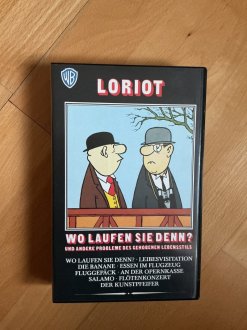 WB
LORIOT
WO LAUFEN SIE DENN?
UND ANDERE PROBLEME DES GEHOBENEN LEBENSSTILS
WO LAUFEN SIE DENN? · LEIBESVISITATION
DIE BANANE · ESSEN IM FLUGZEUG
FLUGGEPÄCK · AN DER OPERNKASSE
SALAMO · FLÖTENKONZERT
DER KUNSTPFEIFER